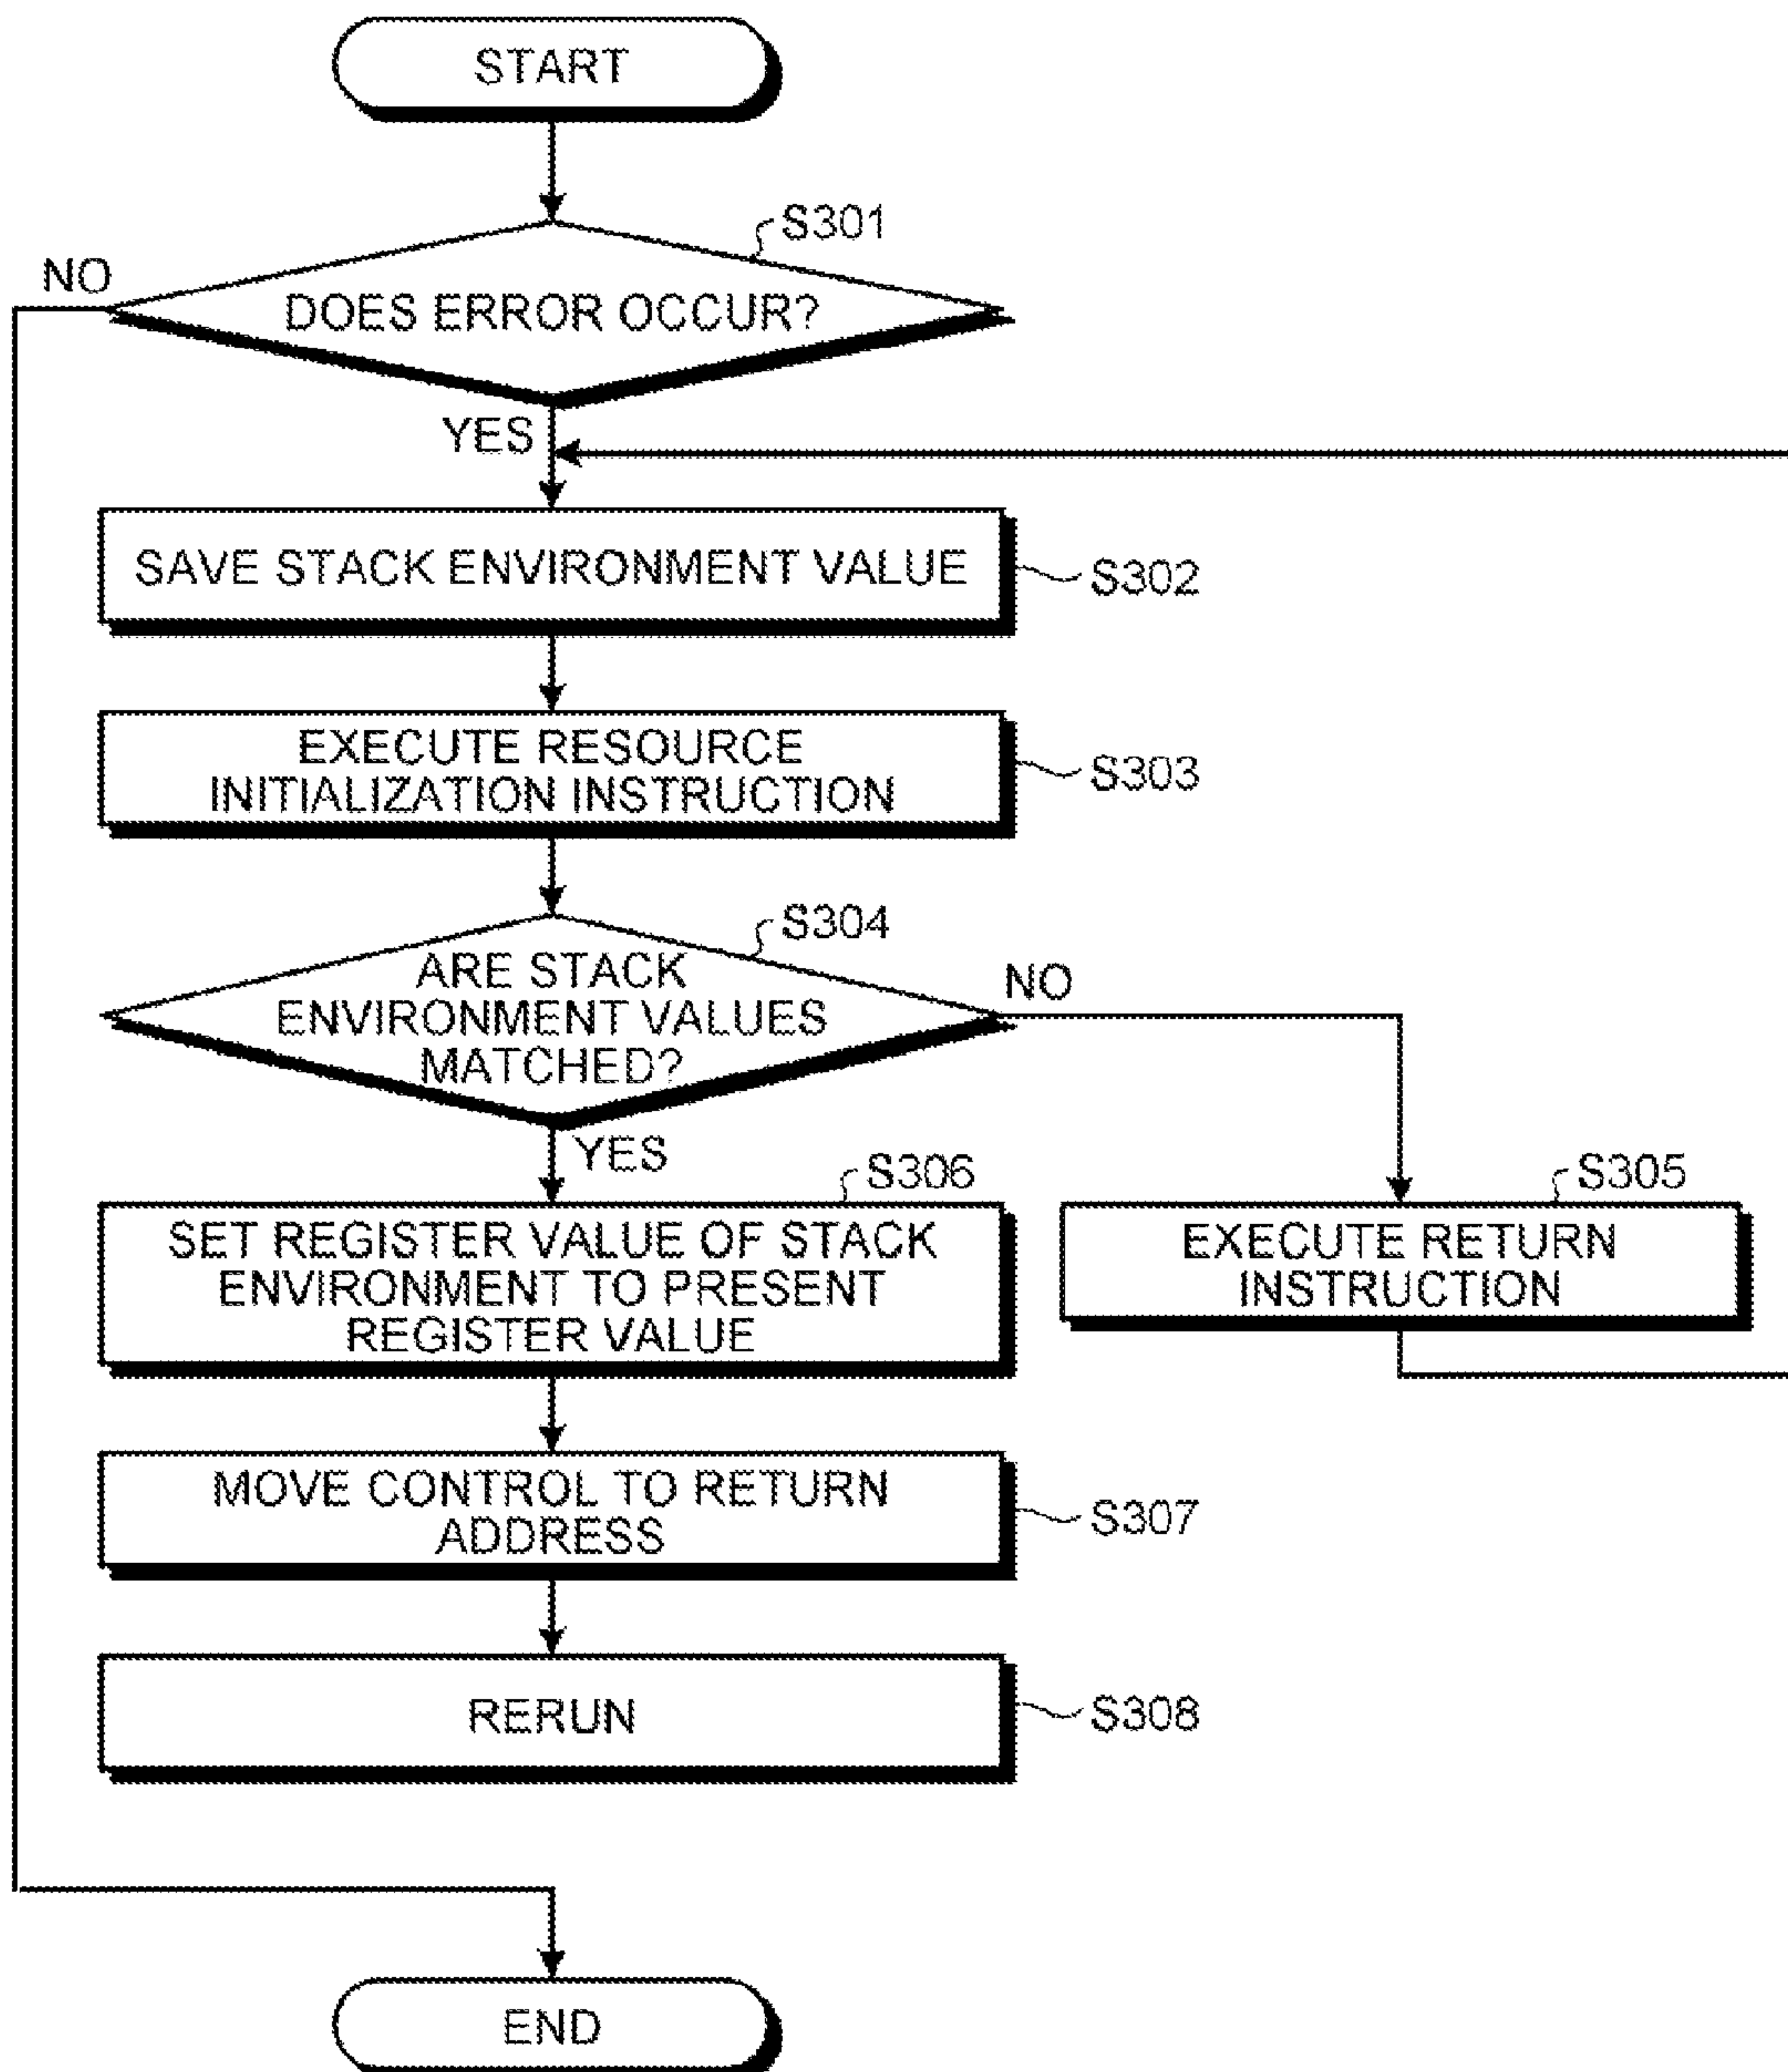 START
S301
NO
DOES ERROR OCCUR?
YES
SAVE STACK ENVIRONMENT VALUE
S302
EXECUTE RESOURCE
INITIALIZATION INSTRUCTION
S303
S304
ARE STACK
ENVIRONMENT VALUES
MATCHED?
NO
YES
S306
SET REGISTER VALUE OF STACK
ENVIRONMENT TO PRESENT
REGISTER VALUE
S305
EXECUTE RETURN
INSTRUCTION
MOVE CONTROL TO RETURN
ADDRESS
S307
RERUN
S308
END